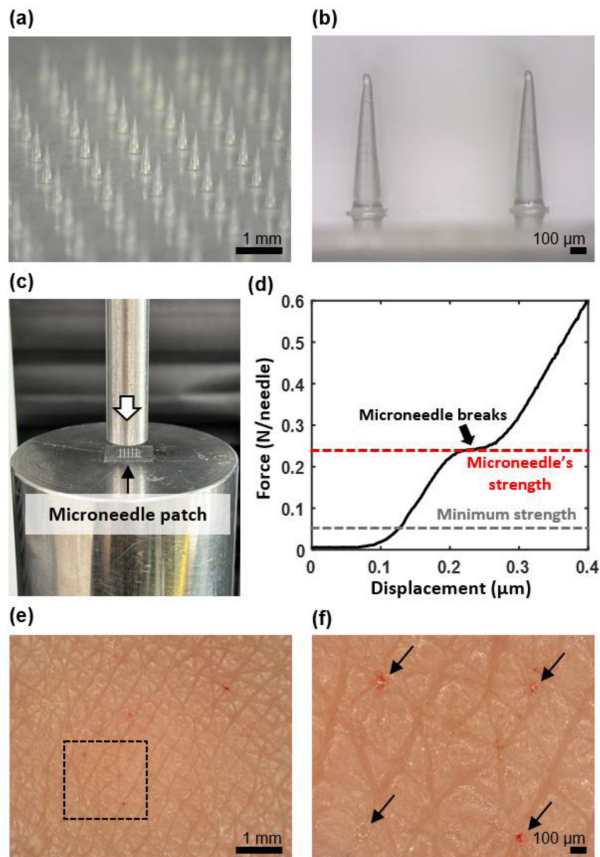 (a)
1 mm
(b)
100 µm
(c)
Microneedle patch
(d)
Force (N/needle)
0.6
0.5
0.4
0.3
0.2
0.1
0
Microneedle breaks
Microneedle's
strength
Minimum strength
0 0.1 0.2 0.3 0.4
Displacement (µm)
(e)
1 mm
(f)
100 µm